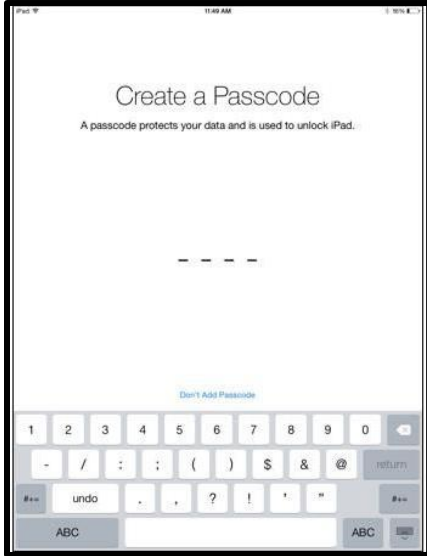 iPad 11:49 AM
Create a Passcode
A passcode protects your data and is used to unlock iPad.
Don't Add Passcode
1 2 3 4 5 6 7 8 9 0
- / : ; ( ) $ & @ return
#+= undo . , ? ! ' " #+=
ABC ABC